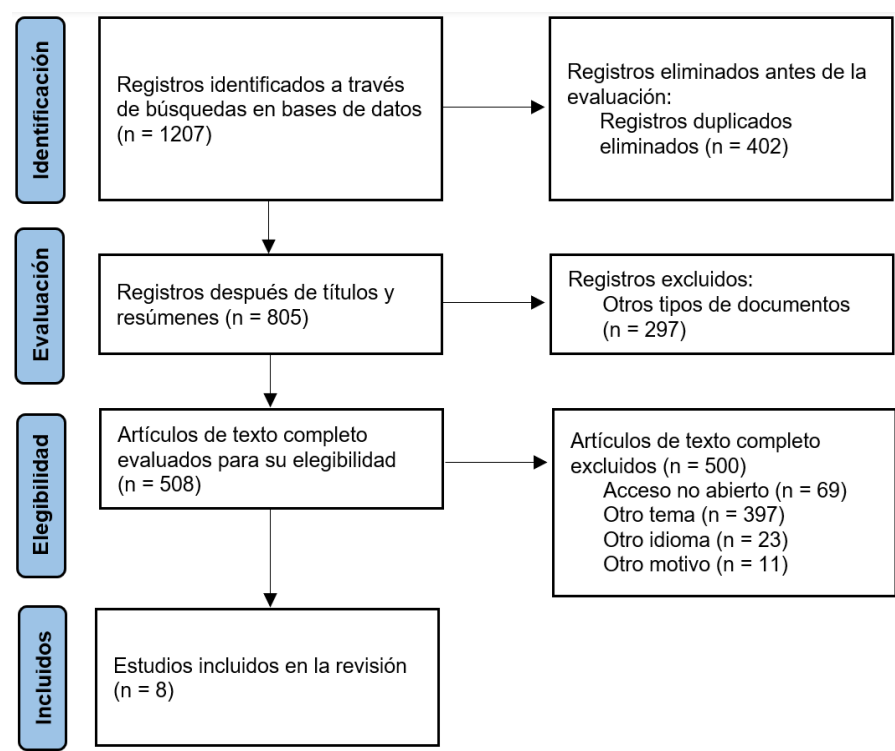 Identificación
Registros identificados a través
de búsquedas en bases de datos
(n = 1207)
Registros eliminados antes de la
evaluación:
Registros duplicados
eliminados (n = 402)
Evaluación
Registros después de títulos y
resúmenes (n = 805)
Registros excluidos:
Otros tipos de documentos
(n = 297)
Elegibilidad
Artículos de texto completo
evaluados para su elegibilidad
(n = 508)
Artículos de texto completo
excluidos (n = 500)
Acceso no abierto (n = 69)
Otro tema (n = 397)
Otro idioma (n = 23)
Otro motivo (n = 11)
Incluidos
Estudios incluidos en la revisión
(n = 8)